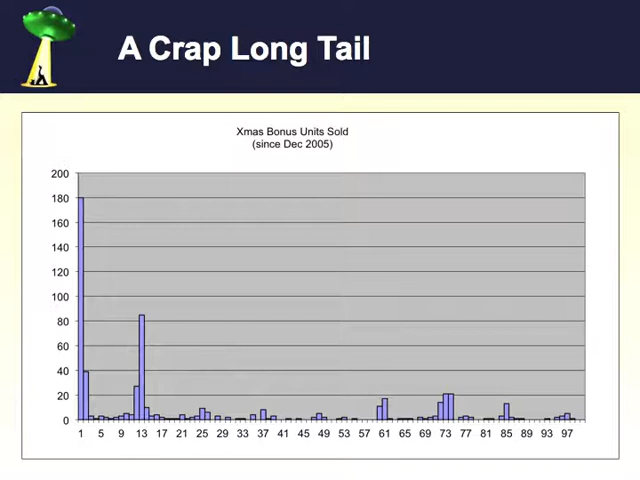 A Crap Long Tail
Xmas Bonus Units Sold
(since Dec 2005)
200
180
160
140
120
100
80
60
40
20
0
1 5 9 13 17 21 25 29 33 37 41 45 49 53 57 61 65 69 73 77 81 85 89 93 97